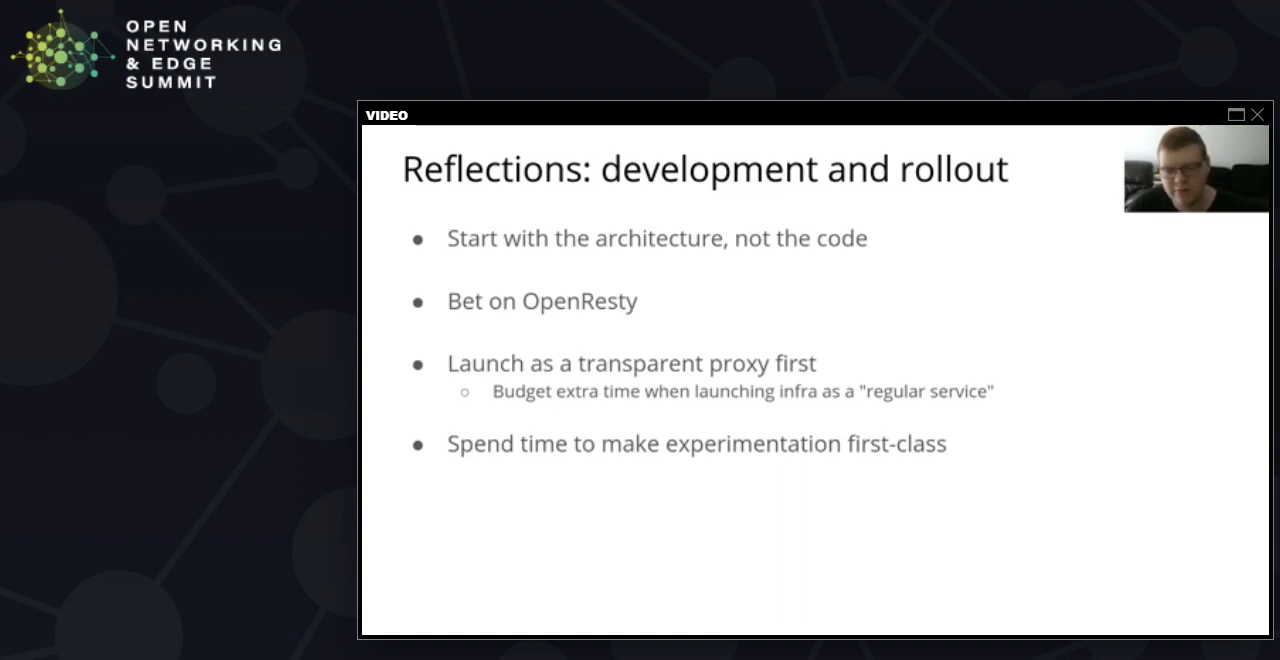 OPEN
NETWORKING
& EDGE
SUMMIT
VIDEO
Reflections: development and rollout
● Start with the architecture, not the code
● Bet on OpenResty
● Launch as a transparent proxy first
○ Budget extra time when launching infra as a "regular service"
● Spend time to make experimentation first-class